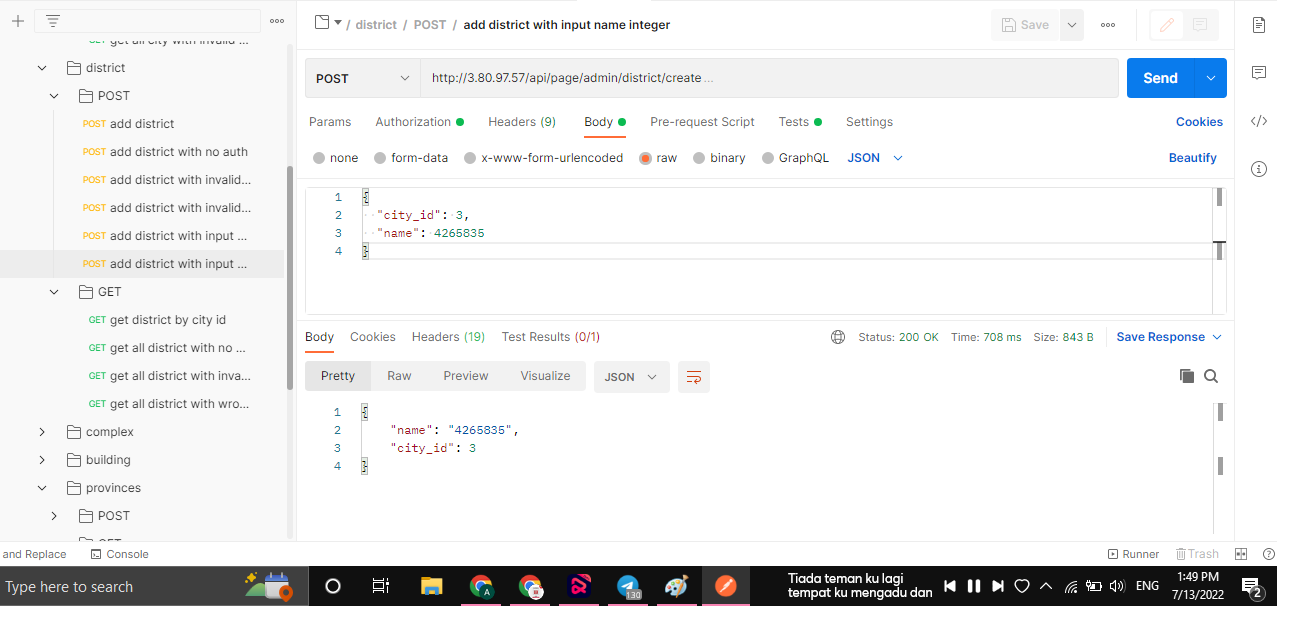 get all city with invalid ...
district
POST
POST add district
POST add district with no auth
POST add district with invalid...
POST add district with invalid...
POST add district with input ...
POST add district with input ...
GET
GET get district by city id
GET get all district with no ...
GET get all district with inva...
GET get all district with wro...
complex
building
provinces
POST
GET
/ district / POST / add district with input name integer
Save
POST
http://3.80.97.57/api/page/admin/district/create ...
Send
Params Authorization Headers (9) Body Pre-request Script Tests Settings
Cookies
none form-data x-www-form-urlencoded raw binary GraphQL JSON
Beautify
1 {
2 "city_id": 3,
3 "name": 4265835
4 }
Body Cookies Headers (19) Test Results (0/1)
Status: 200 OK Time: 708 ms Size: 843 B Save Response
Pretty Raw Preview Visualize JSON
1 {
2 "name": "4265835",
3 "city_id": 3
4 }
and Replace Console
Runner Trash
Type here to search
A
130
Tiada teman ku lagi
tempat ku mengadu dan
ENG
1:49 PM
7/13/2022
2